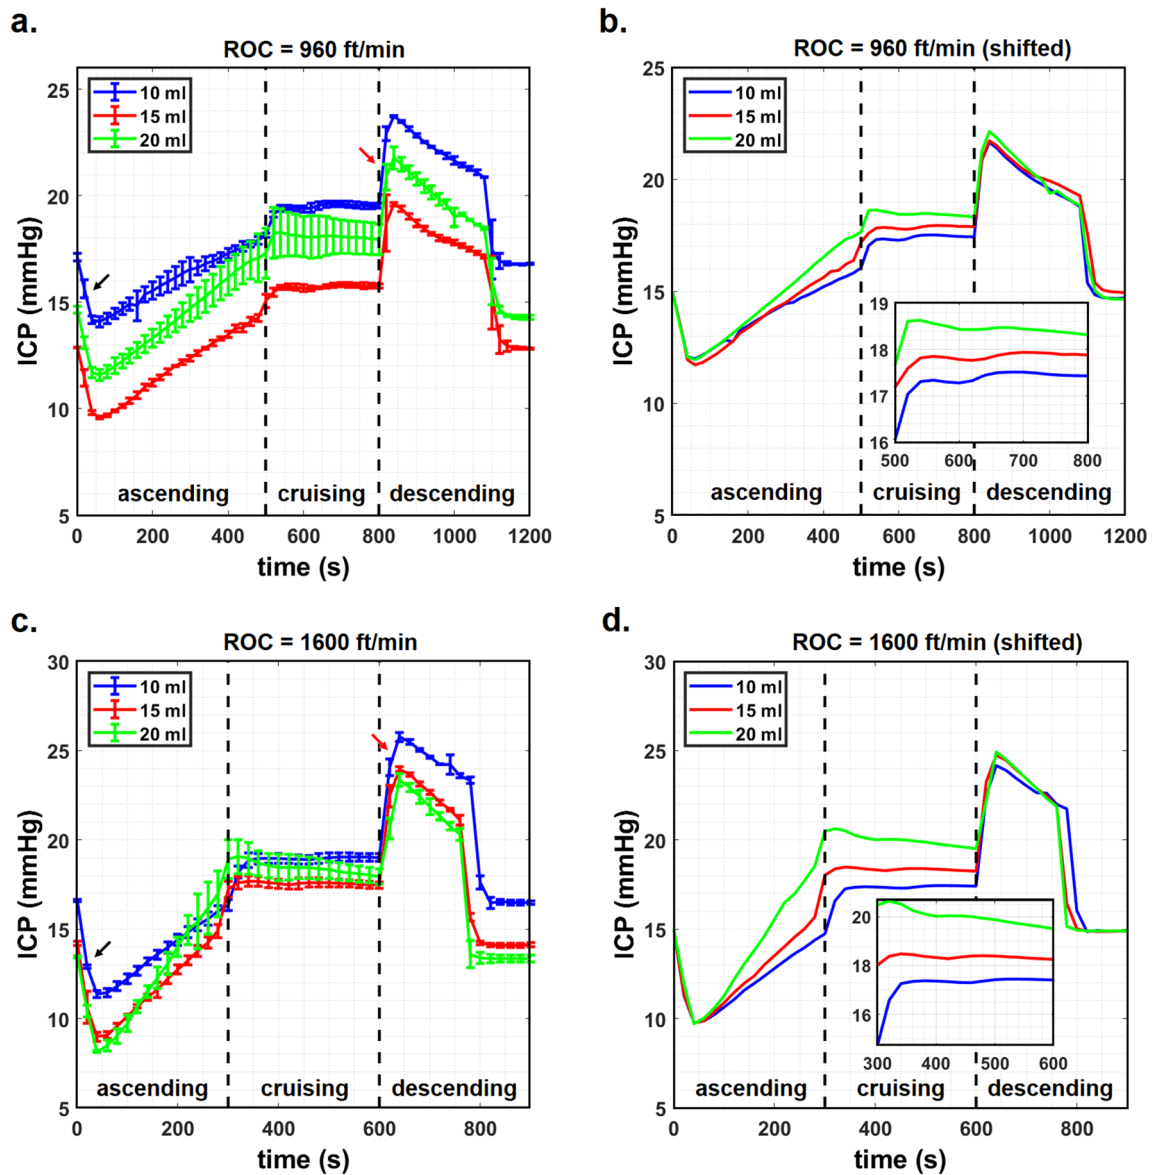 a.
ROC = 960 ft/min
10 ml
15 ml
20 ml
25
20
15
10
5
ICP (mmHg)
ascending
cruising
descending
0 200 400 600 800 1000 1200
time (s)
b.
ROC = 960 ft/min (shifted)
10 ml
15 ml
20 ml
25
20
15
10
5
ICP (mmHg)
19
18
17
16
500 600 700 800
ascending
cruising
descending
0 200 400 600 800 1000 1200
time (s)
c.
ROC = 1600 ft/min
10 ml
15 ml
20 ml
30
25
20
15
10
5
ICP (mmHg)
ascending
cruising
descending
0 200 400 600 800
time (s)
d.
ROC = 1600 ft/min (shifted)
10 ml
15 ml
20 ml
30
25
20
15
10
5
ICP (mmHg)
20
18
16
300 400 500 600
ascending
cruising
descending
0 200 400 600 800
time (s)